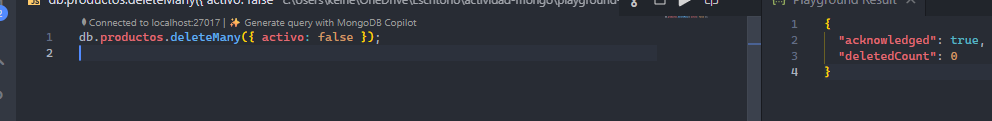 db.productos.deleteMany({ activo: false
Playground Result
Connected to localhost:27017 | ✨ Generate query with MongoDB Copilot
1 db.productos.deleteMany({ activo: false });
2
1 {
2 "acknowledged": true,
3 "deletedCount": 0
4 }